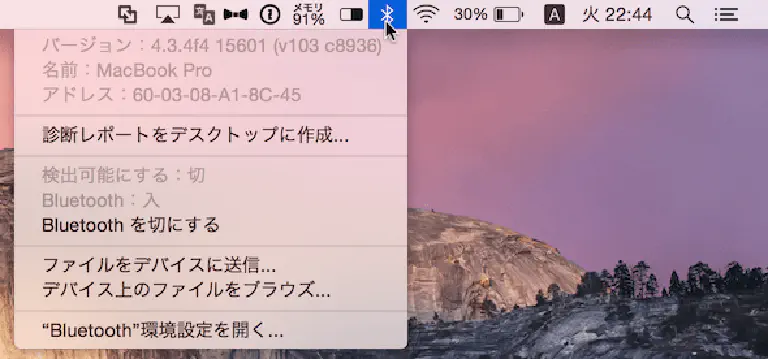 メモリ
91%
30%
A
火 22:44
バージョン：4.3.4f4 15601 (v103 c8936)
名前：MacBook Pro
アドレス：60-03-08-A1-8C-45
診断レポートをデスクトップに作成...
検出可能にする：切
Bluetooth：入
Bluetooth を切にする
ファイルをデバイスに送信...
デバイス上のファイルをブラウズ...
“Bluetooth”環境設定を開く...